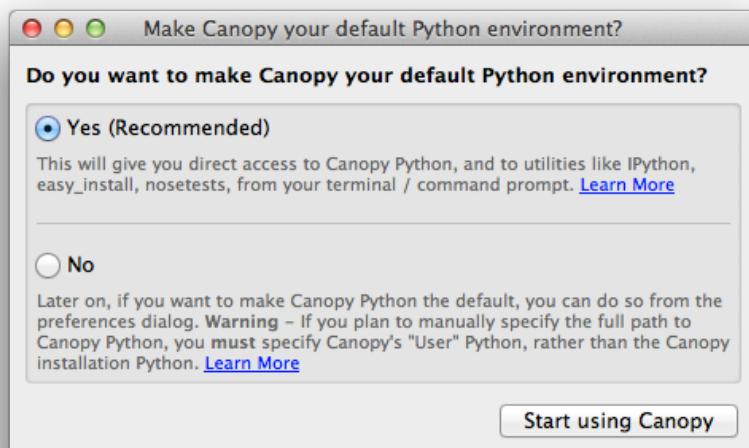 Make Canopy your default Python environment?
Do you want to make Canopy your default Python environment?
Yes (Recommended)
This will give you direct access to Canopy Python, and to utilities like IPython,
easy_install, nosetests, from your terminal / command prompt. Learn More
No
Later on, if you want to make Canopy Python the default, you can do so from the
preferences dialog. Warning – If you plan to manually specify the full path to
Canopy Python, you must specify Canopy's "User" Python, rather than the Canopy
installation Python. Learn More
Start using Canopy